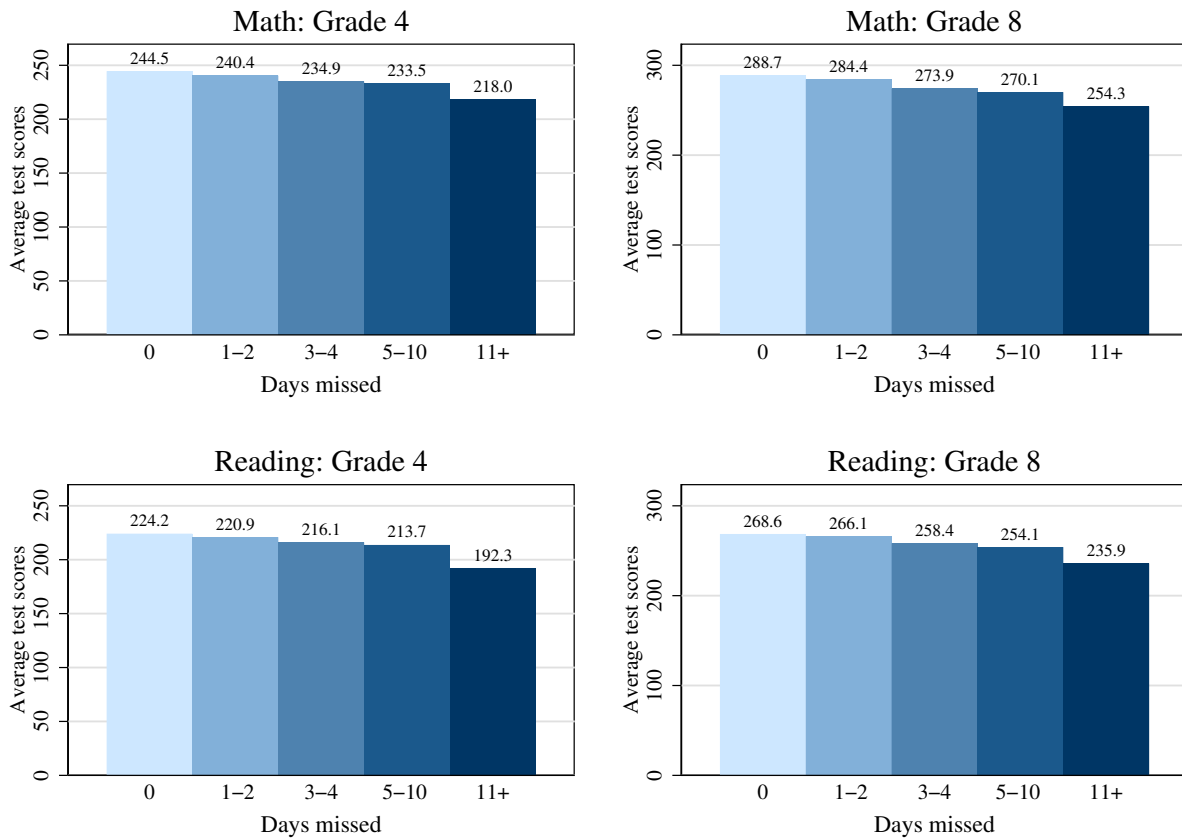 Math: Grade 4
Average test scores
250
200
150
100
50
0
244.5
240.4
234.9
233.5
218.0
0 1−2 3−4 5−10 11+
Days missed
Math: Grade 8
Average test scores
300
200
100
0
288.7
284.4
273.9
270.1
254.3
0 1−2 3−4 5−10 11+
Days missed
Reading: Grade 4
Average test scores
250
200
150
100
50
0
224.2
220.9
216.1
213.7
192.3
0 1−2 3−4 5−10 11+
Days missed
Reading: Grade 8
Average test scores
300
200
100
0
268.6
266.1
258.4
254.1
235.9
0 1−2 3−4 5−10 11+
Days missed